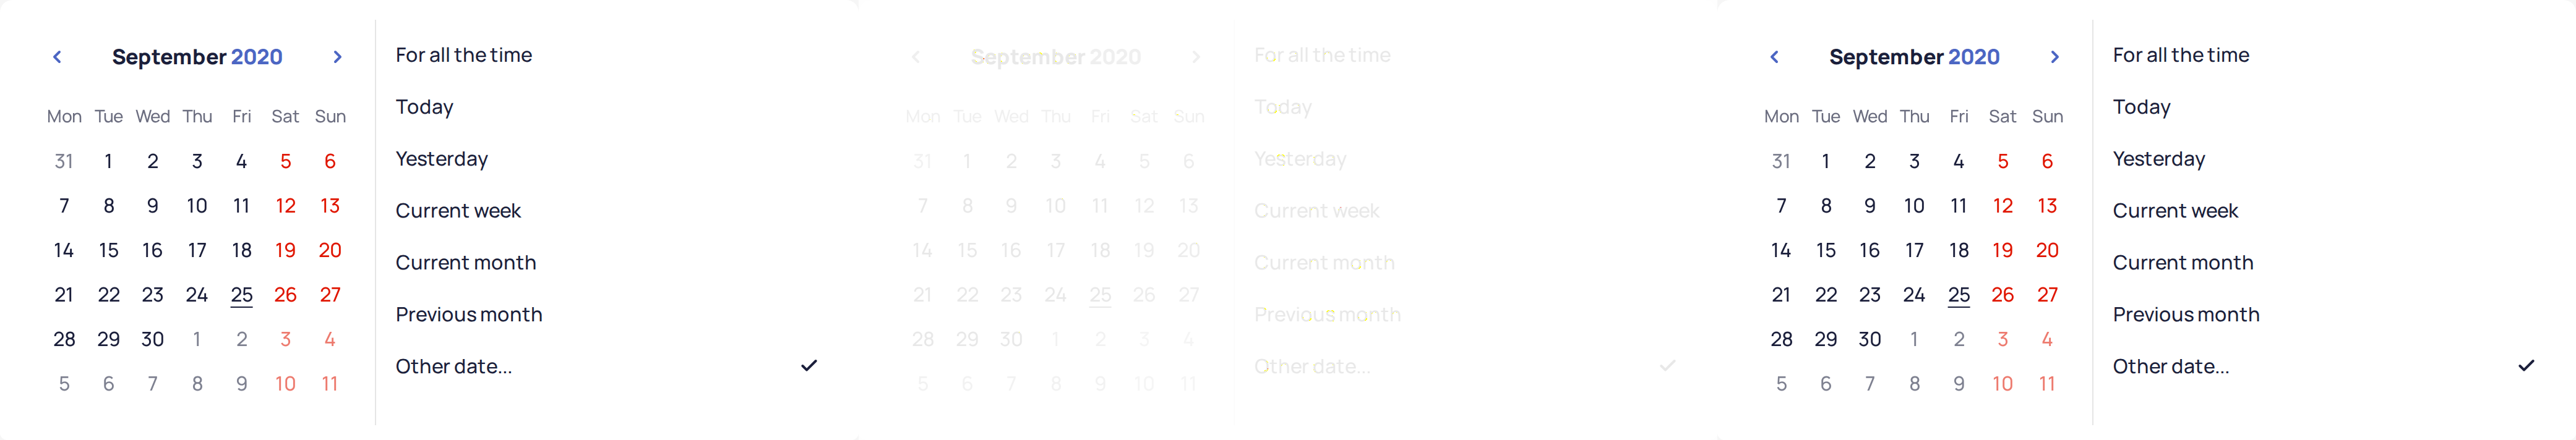 September 2020
Mon Tue Wed Thu Fri Sat Sun
31 1 2 3 4 5 6
7 8 9 10 11 12 13
14 15 16 17 18 19 20
21 22 23 24 25 26 27
28 29 30 1 2 3 4
5 6 7 8 9 10 11
For all the time
Today
Yesterday
Current week
Current month
Previous month
Other date...
September 2020
Mon Tue Wed Thu Fri Sat Sun
31 1 2 3 4 5 6
7 8 9 10 11 12 13
14 15 16 17 18 19 20
21 22 23 24 25 26 27
28 29 30 1 2 3 4
5 6 7 8 9 10 11
For all the time
Today
Yesterday
Current week
Current month
Previous month
Other date...
September 2020
Mon Tue Wed Thu Fri Sat Sun
31 1 2 3 4 5 6
7 8 9 10 11 12 13
14 15 16 17 18 19 20
21 22 23 24 25 26 27
28 29 30 1 2 3 4
5 6 7 8 9 10 11
For all the time
Today
Yesterday
Current week
Current month
Previous month
Other date...